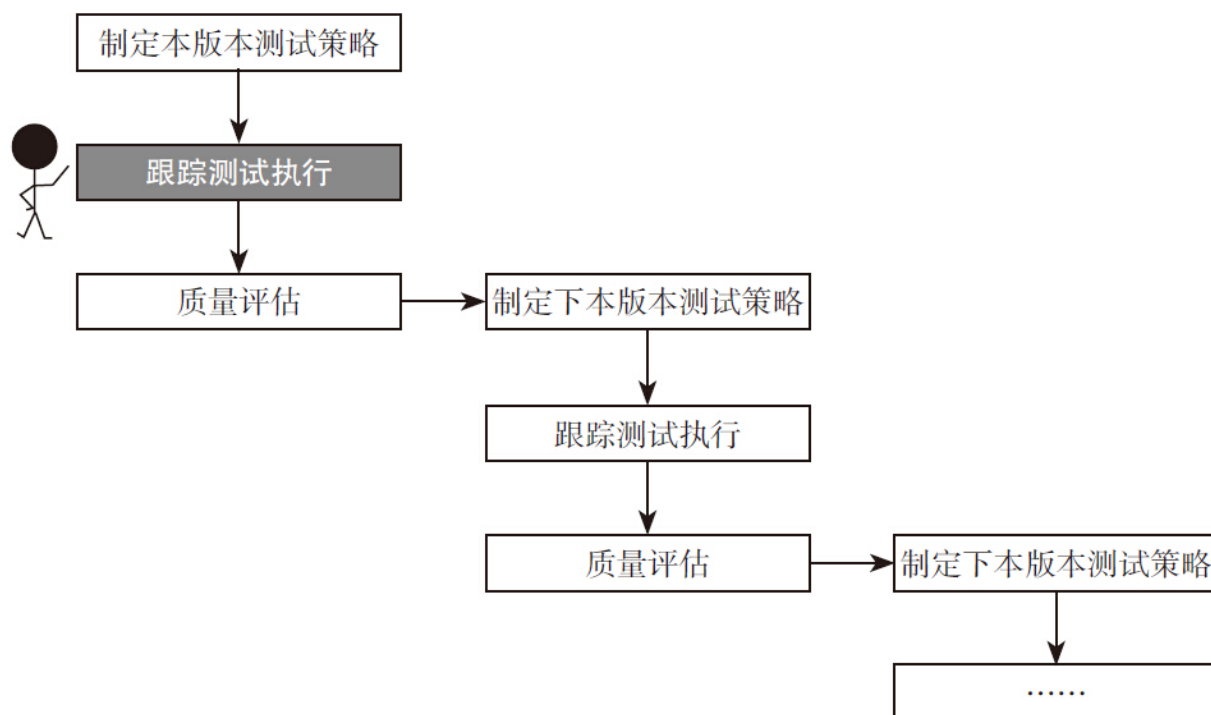 制定本版本测试策略
跟踪测试执行
质量评估
制定下本版本测试策略
跟踪测试执行
质量评估
制定下本版本测试策略
……